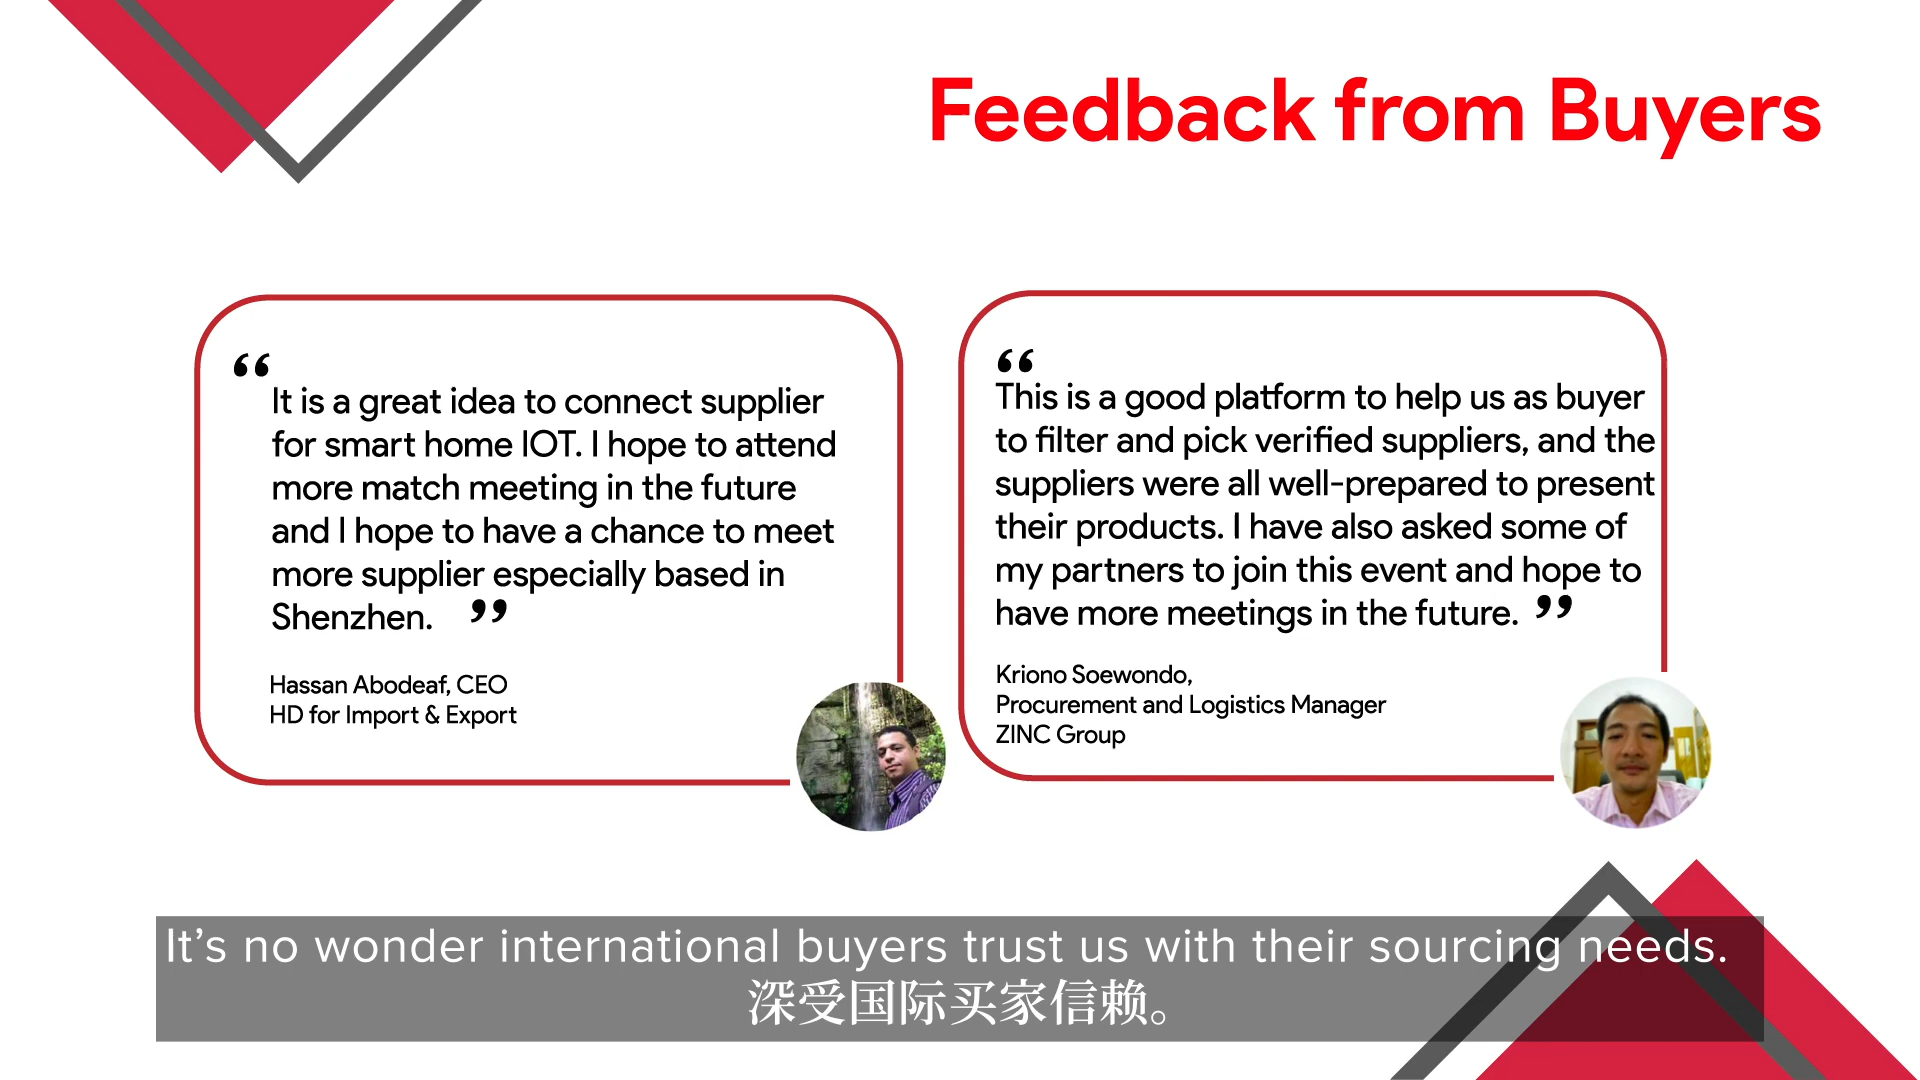 Feedback from Buyers
“
It is a great idea to connect supplier
for smart home IOT. I hope to attend
more match meeting in the future
and I hope to have a chance to meet
more supplier especially based in
Shenzhen. ”
Hassan Abodeaf, CEO
HD for Import & Export
“
This is a good platform to help us as buyer
to filter and pick verified suppliers, and the
suppliers were all well-prepared to present
their products. I have also asked some of
my partners to join this event and hope to
have more meetings in the future. ”
Kriono Soewondo,
Procurement and Logistics Manager
ZINC Group
It’s no wonder international buyers trust us with their sourcing needs.
深受国际买家信赖。